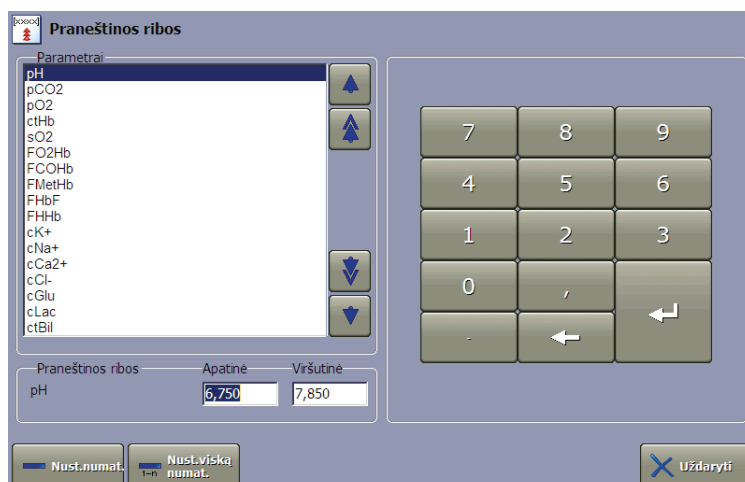 [xxxxx]
Praneštinos ribos
Parametrai
pH
pCO2
pO2
ctHb
sO2
FO2Hb
FCOHb
FMetHb
FHbF
FHHb
cK+
cNa+
cCa2+
cCl-
cGlu
cLac
ctBil
Praneštinos ribos Apatinė Viršutinė
pH 6,750 7,850
7 8 9
4 5 6
1 2 3
0 ,
-
Nust.numat.
1-n Nust.viską
numat.
Uždaryti